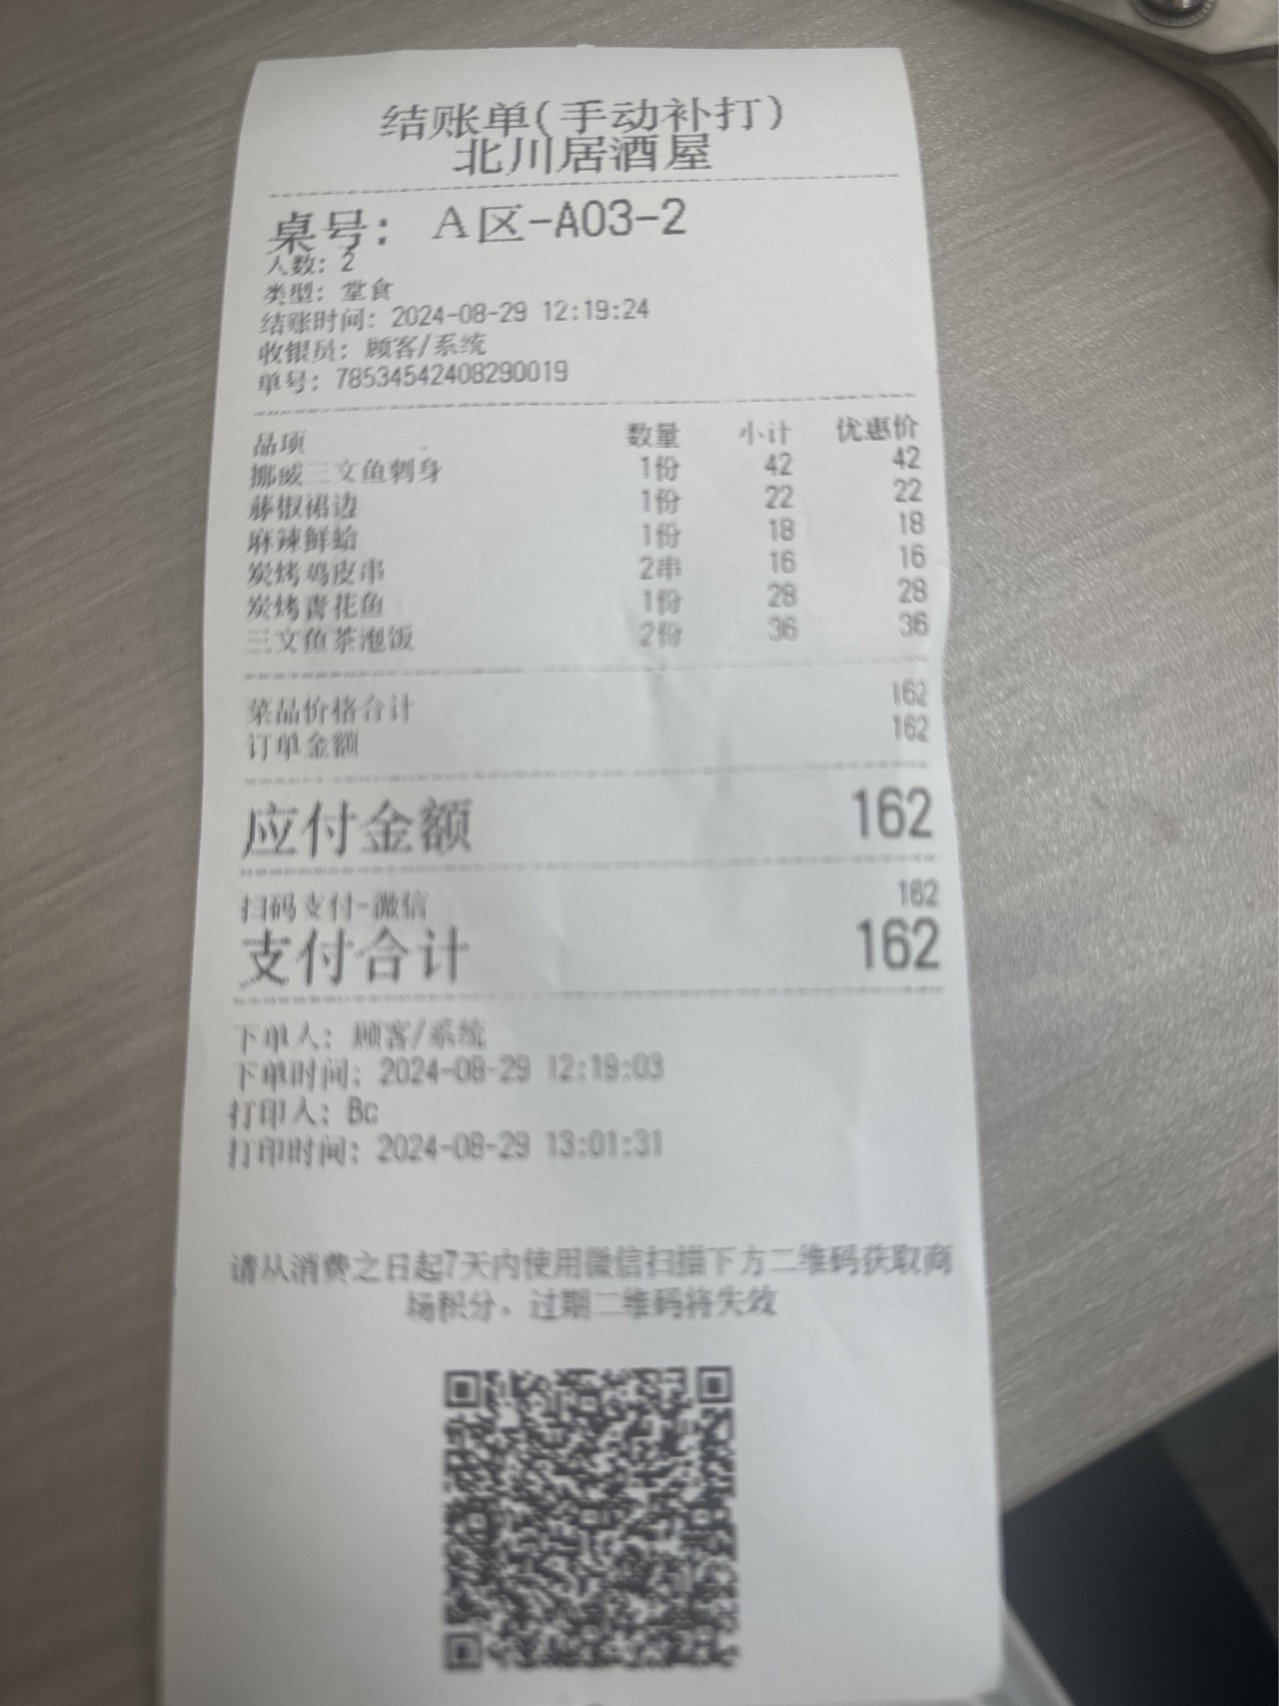 结账单(手动补打)
北川居酒屋
桌号： A区-A03-2
人数：2
类型：堂食
结账时间：2024-08-29 12:19:24
收银员：顾客/系统
单号：78534542408290019
品项 数量 小计 优惠价
挪威三文鱼刺身 1份 42 42
藤椒裙边 1份 22 22
麻辣鲜蛤 1份 18 18
炭烤鸡皮串 2串 16 16
炭烤青花鱼 1份 28 28
三文鱼茶泡饭 2份 36 36
菜品价格合计 162
订单金额 162
应付金额 162
扫码支付-微信 162
支付合计 162
下单人：顾客/系统
下单时间：2024-08-29 12:19:03
打印人：Bc
打印时间：2024-08-29 13:01:31
请从消费之日起7天内使用微信扫描下方二维码获取商
场积分，过期二维码将失效